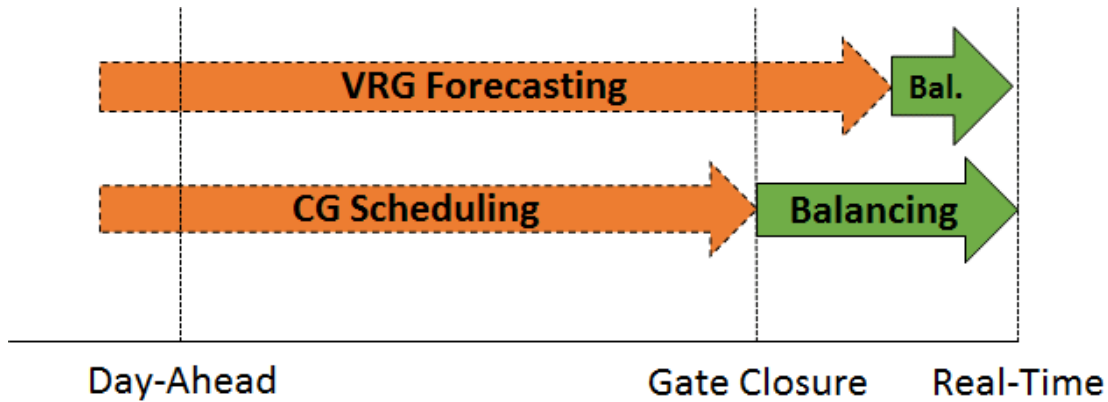 VRG Forecasting
Bal.
CG Scheduling
Balancing
Day-Ahead
Gate Closure
Real-Time